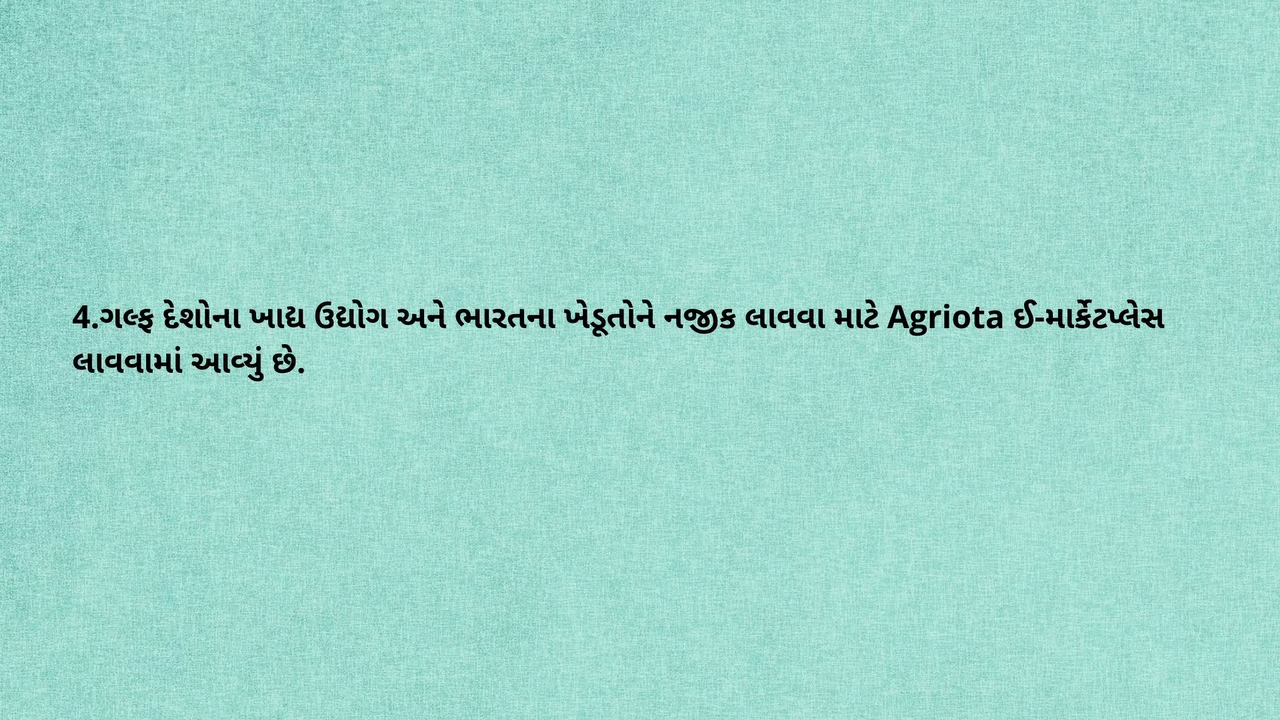 4.ગલ્ફ દેશોના ખાદ્ય ઉદ્યોગ અને ભારતના ખેડૂતોને નજીક લાવવા માટે Agriota ઈ-માર્કેટપ્લેસ
લાવવામાં આવ્યું છે.